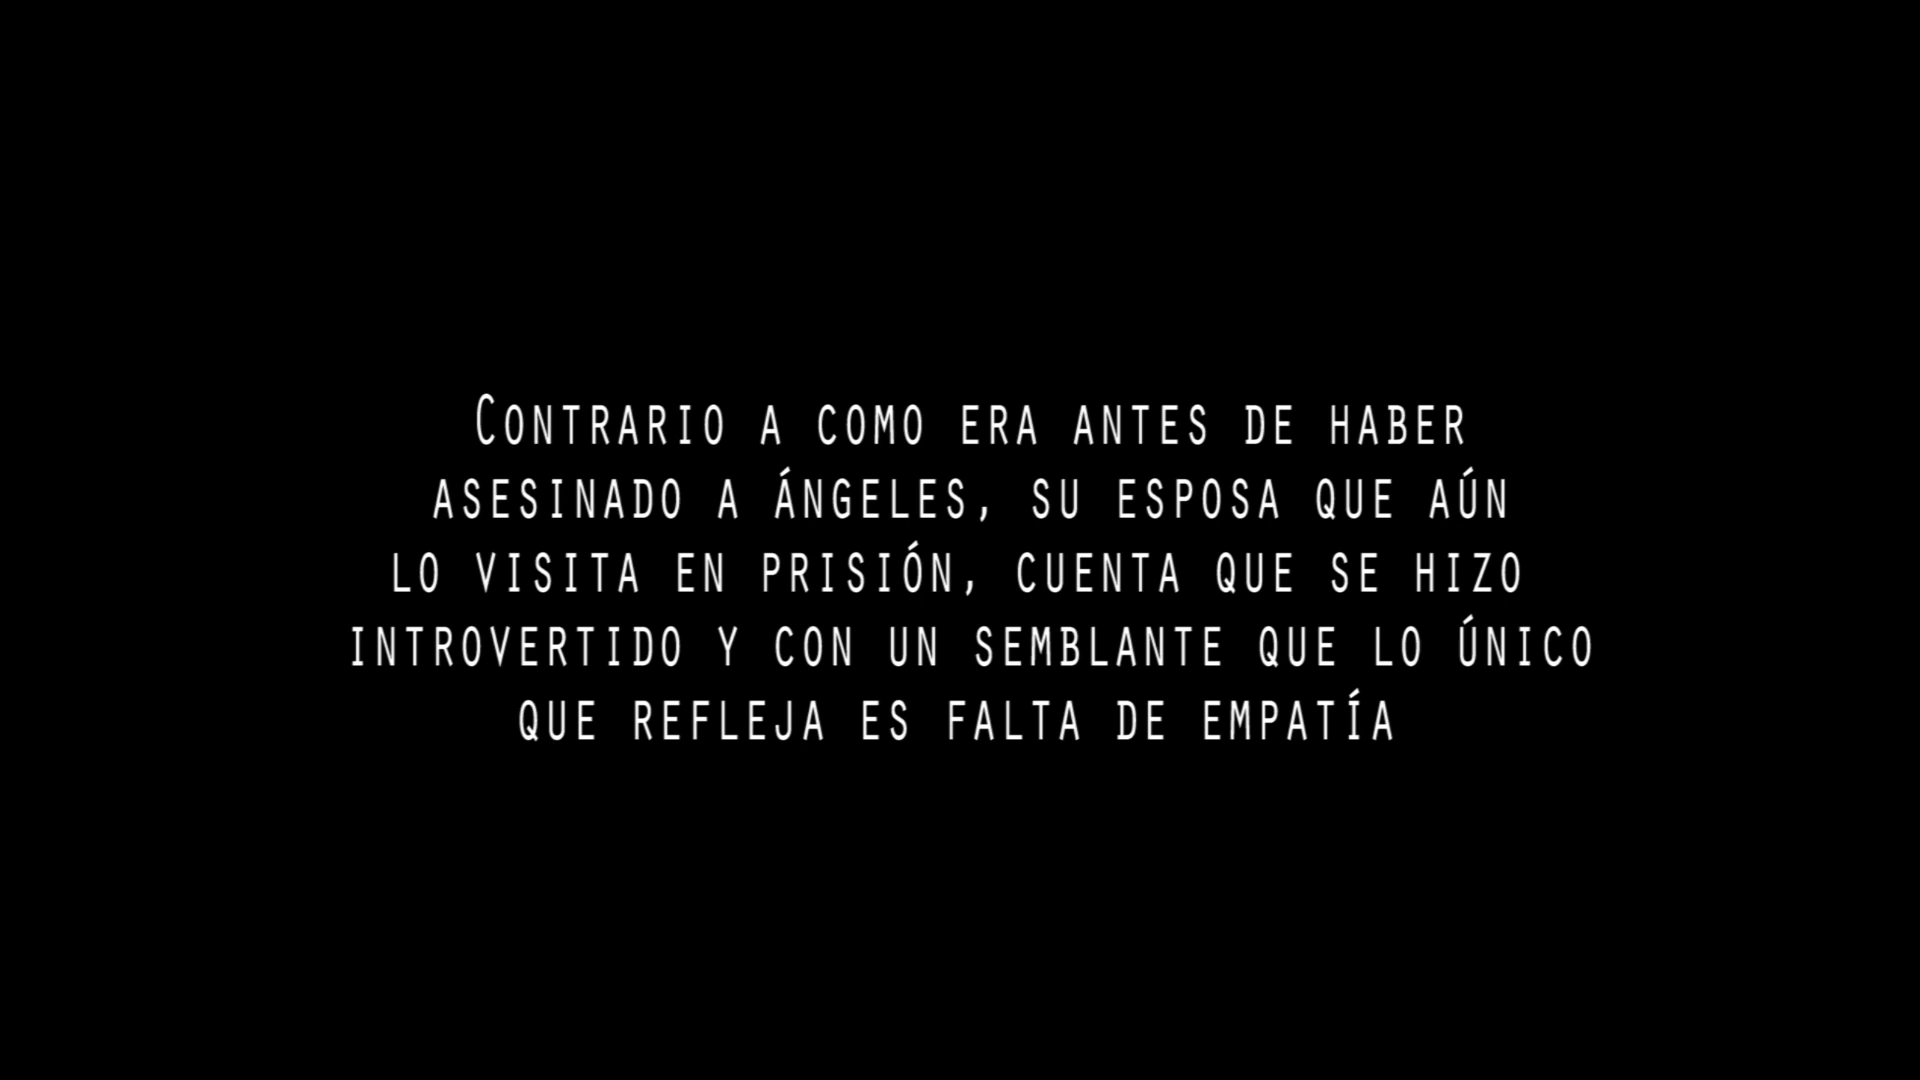 CONTRARIO A COMO ERA ANTES DE HABER
ASESINADO A ÁNGELES, SU ESPOSA QUE AÚN
LO VISITA EN PRISIÓN, CUENTA QUE SE HIZO
INTROVERTIDO Y CON UN SEMBLANTE QUE LO ÚNICO
QUE REFLEJA ES FALTA DE EMPATÍA